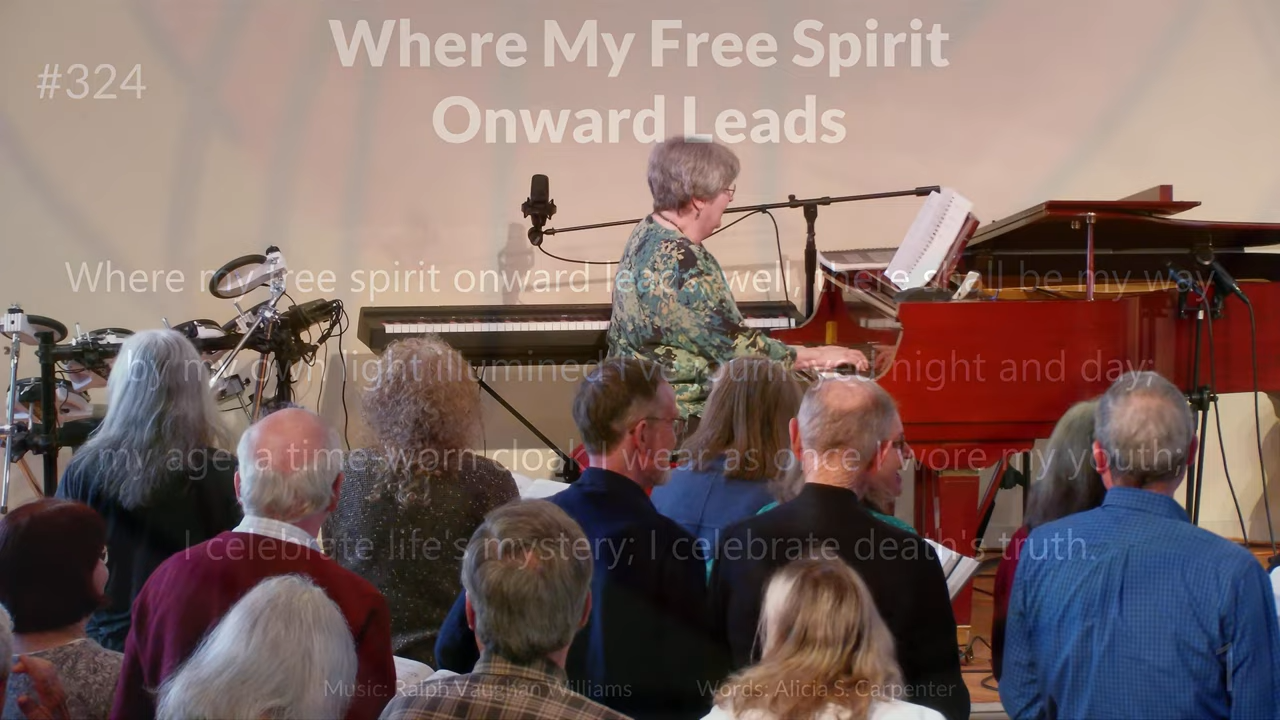 Where My Free Spirit
#324
Onward Leads
Where my free spirit onward leads, well, there shall be my way;
by my own light illumined I've journeyed night and day;
my age a time-worn cloak I wear as once I wore my youth;
I celebrate life's mystery; I celebrate death's truth.
Music: Ralph Vaughan Williams Words: Alicia S. Carpenter